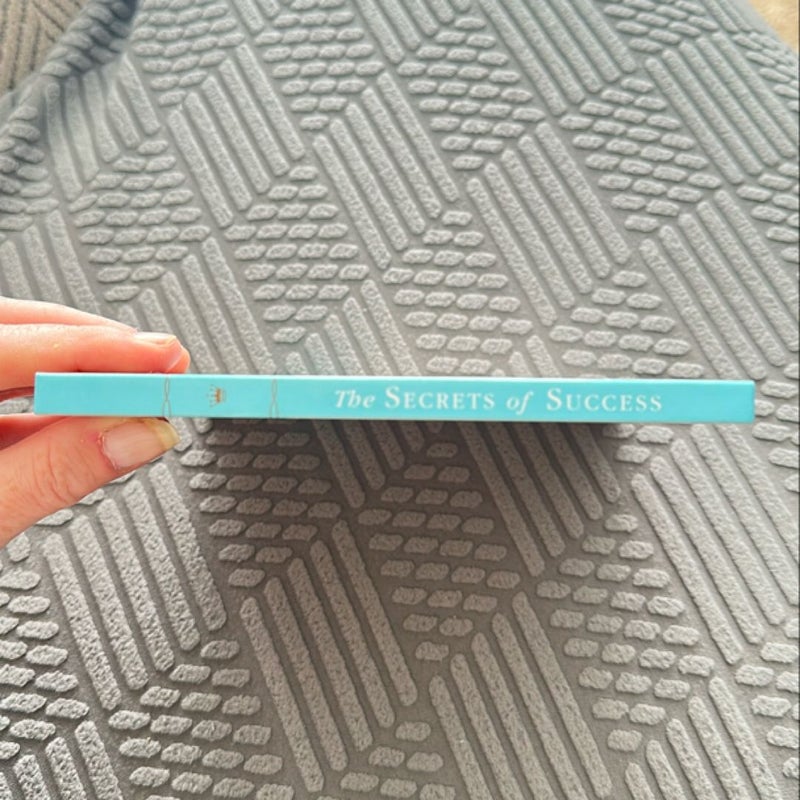 The SECRETS of SUCCESS